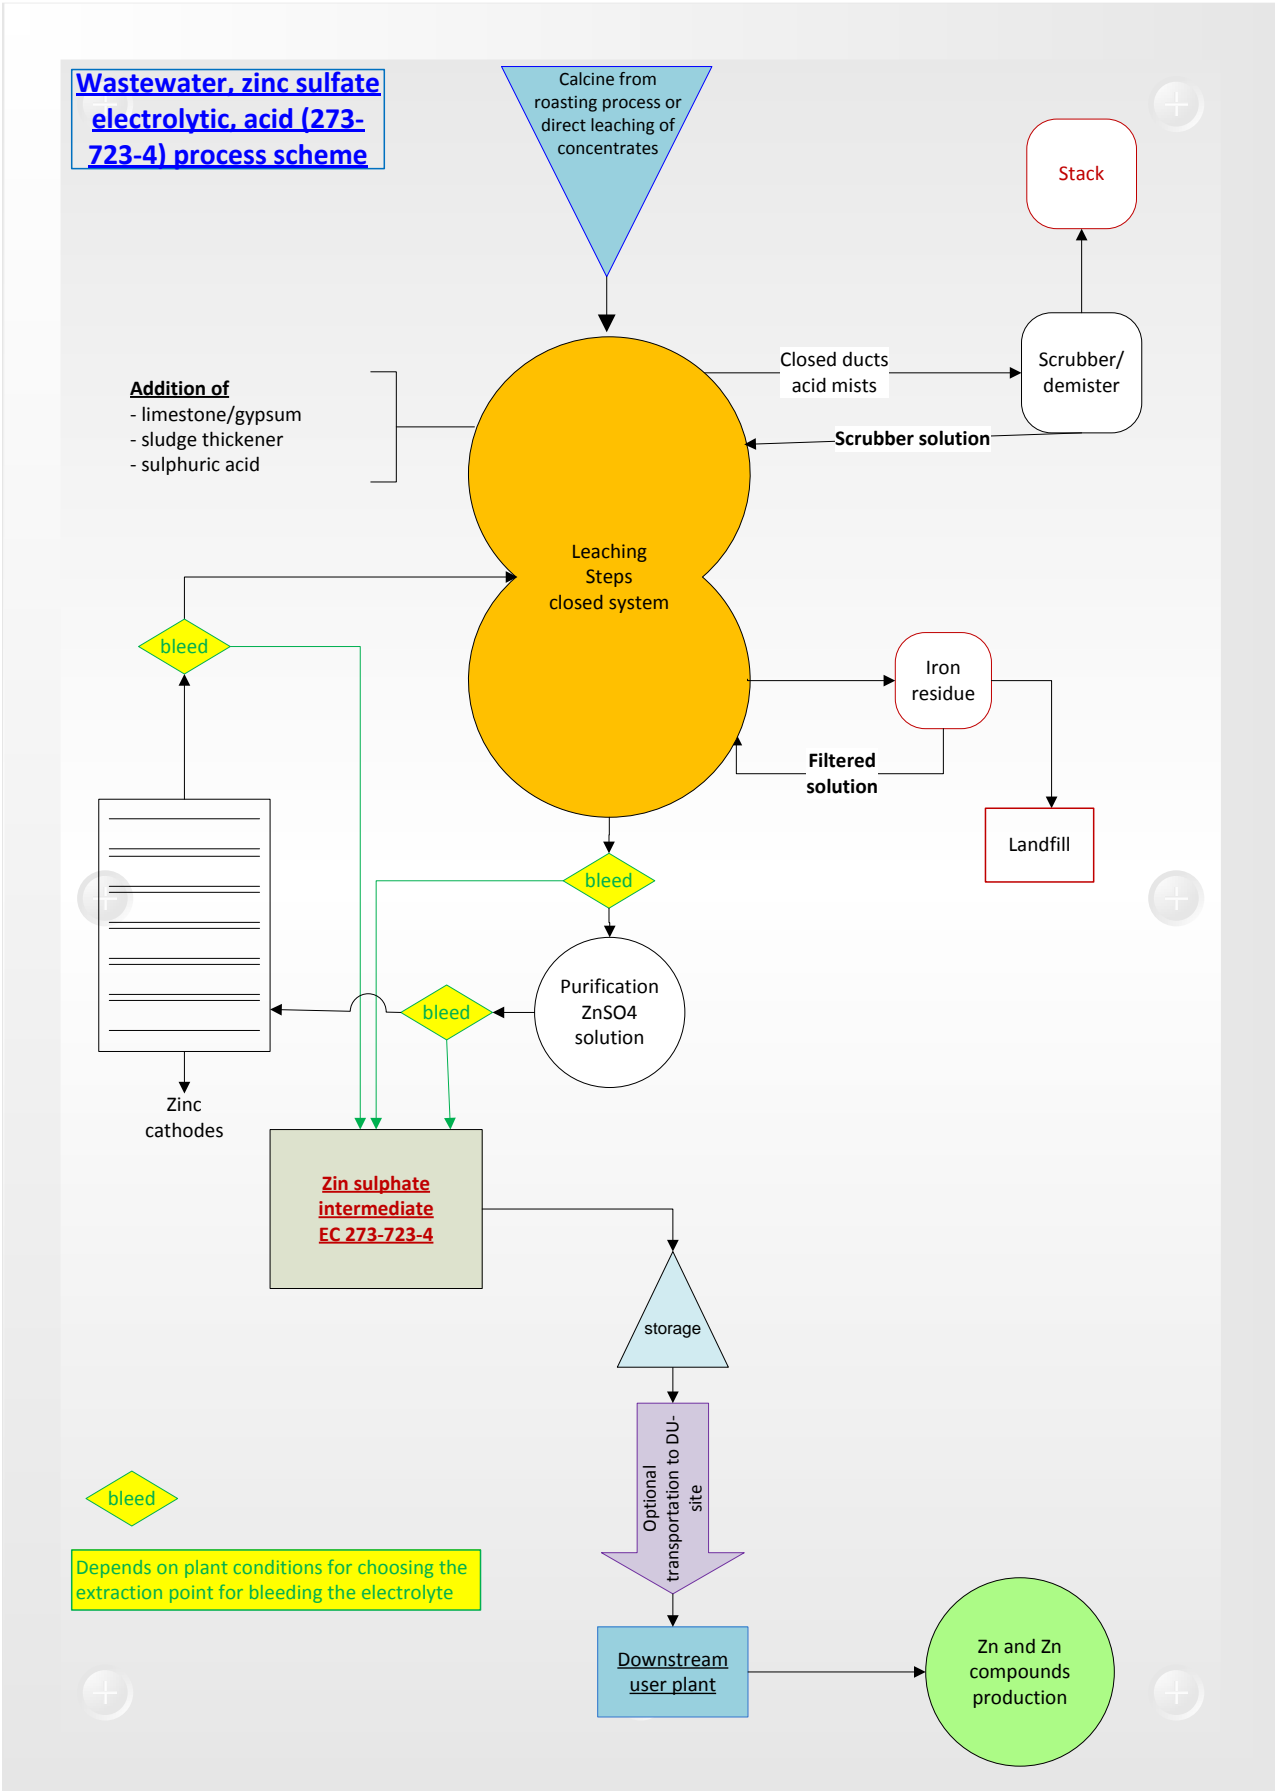 Wastewater, zinc sulfate
electrolytic, acid (273-
723-4) process scheme
Calcine from
roasting process or
direct leaching of
concentrates
Stack
Closed ducts
acid mists
Scrubber/
demister
Scrubber solution
Addition of
- limestone/gypsum
- sludge thickener
- sulphuric acid
Leaching
Steps
closed system
bleed
Iron
residue
Filtered
solution
Landfill
bleed
Purification
ZnSO4
solution
bleed
Zinc
cathodes
Zin sulphate
intermediate
EC 273-723-4
storage
Optional
transportation to DU-
site
bleed
Depends on plant conditions for choosing the
extraction point for bleeding the electrolyte
Downstream
user plant
Zn and Zn
compounds
production